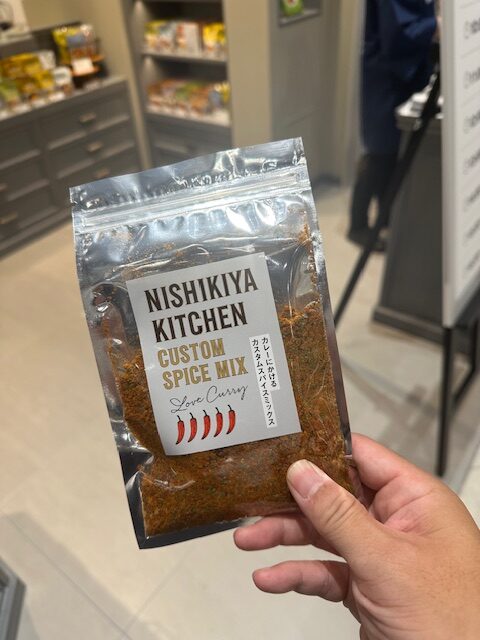 NISHIKIYA
KITCHEN
CUSTOM
SPICE MIX
Love Curry
カレーにかける
カスタムスパイスミックス